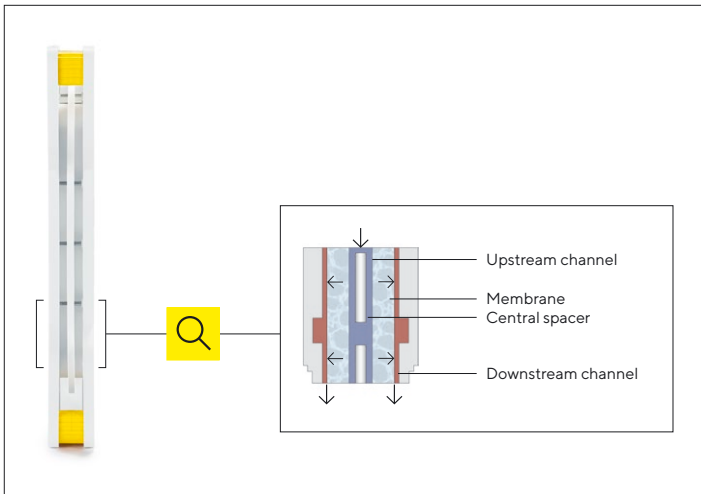 Upstream channel
Membrane
Central spacer
Downstream channel